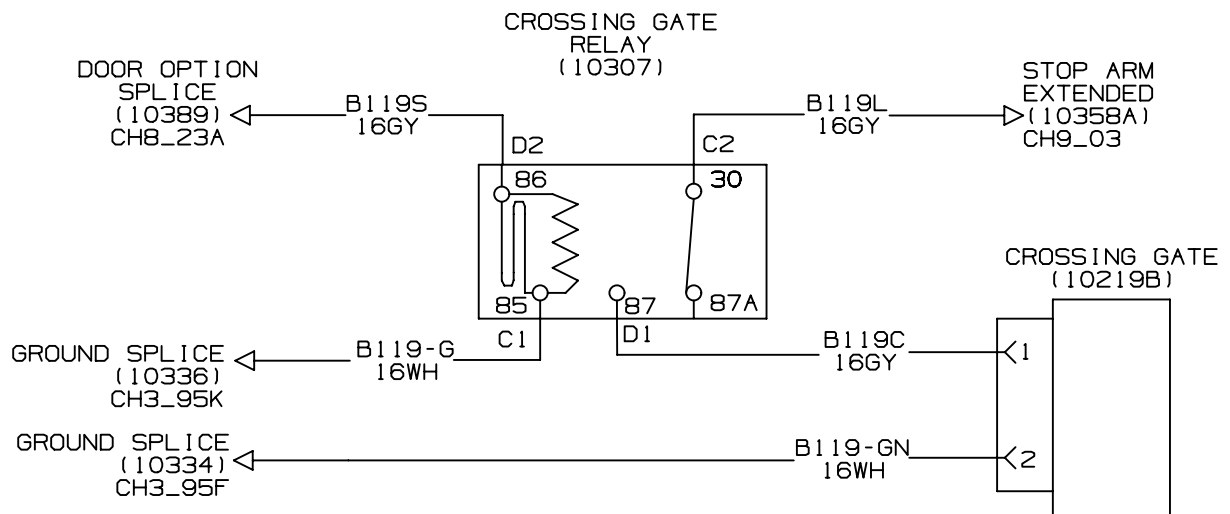 CROSSING GATE
RELAY
(10307)
DOOR OPTION
SPLICE
(10389)
CH8_23A
B119S
16GY
B119L
16GY
STOP ARM
EXTENDED
(10358A)
CH9_03
D2
C2
86
30
85
87
87A
C1
D1
CROSSING GATE
(10219B)
GROUND SPLICE
(10336)
CH3_95K
B119-G
16WH
B119C
16GY
1
GROUND SPLICE
(10334)
CH3_95F
B119-GN
16WH
2